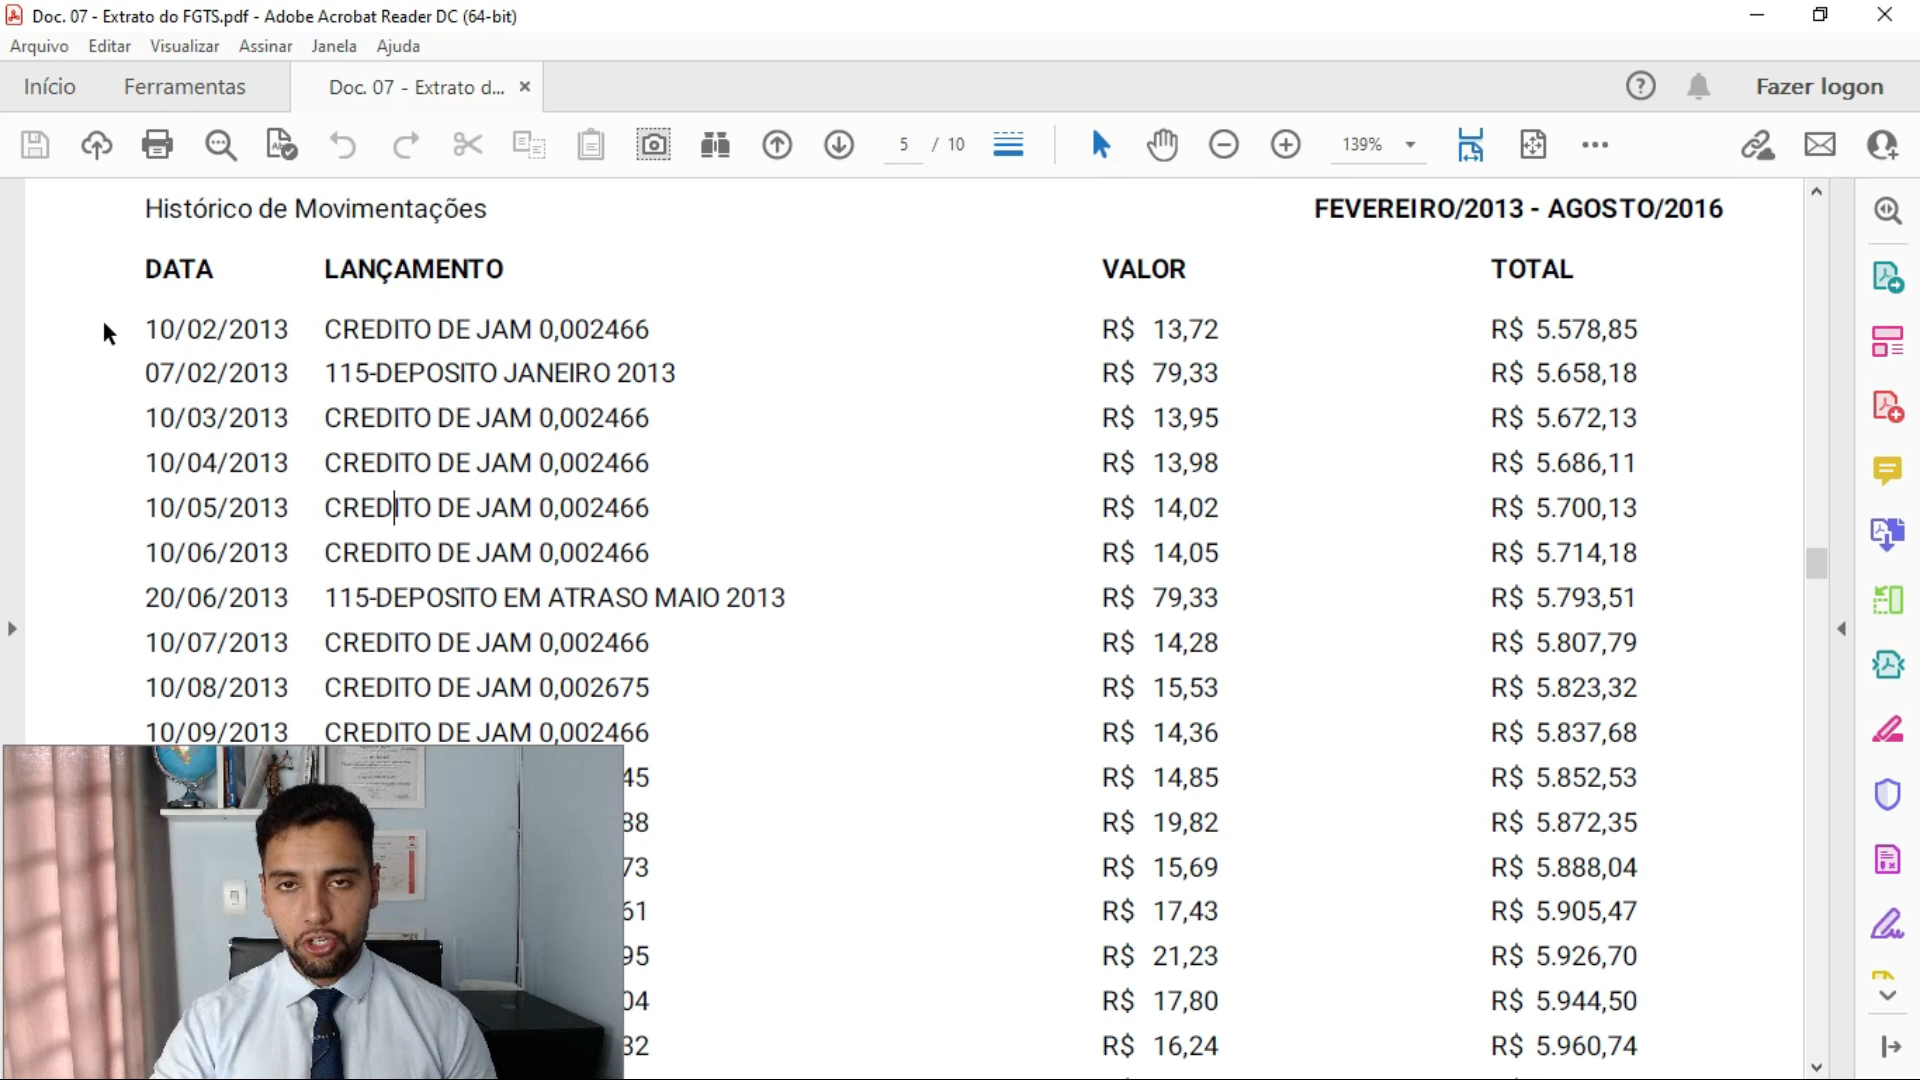 Doc. 07 - Extrato do FGTS.pdf - Adobe Acrobat Reader DC (64-bit)
Arquivo Editar Visualizar Assinar Janela Ajuda
Início Ferramentas Doc. 07 - Extrato d... Fazer logon
5 / 10 139%
Histórico de Movimentações FEVEREIRO/2013 - AGOSTO/2016
DATA LANÇAMENTO VALOR TOTAL
10/02/2013 CREDITO DE JAM 0,002466 R$ 13,72 R$ 5.578,85
07/02/2013 115-DEPOSITO JANEIRO 2013 R$ 79,33 R$ 5.658,18
10/03/2013 CREDITO DE JAM 0,002466 R$ 13,95 R$ 5.672,13
10/04/2013 CREDITO DE JAM 0,002466 R$ 13,98 R$ 5.686,11
10/05/2013 CREDITO DE JAM 0,002466 R$ 14,02 R$ 5.700,13
10/06/2013 CREDITO DE JAM 0,002466 R$ 14,05 R$ 5.714,18
20/06/2013 115-DEPOSITO EM ATRASO MAIO 2013 R$ 79,33 R$ 5.793,51
10/07/2013 CREDITO DE JAM 0,002466 R$ 14,28 R$ 5.807,79
10/08/2013 CREDITO DE JAM 0,002675 R$ 15,53 R$ 5.823,32
10/09/2013 CREDITO DE JAM 0,002466 R$ 14,36 R$ 5.837,68
45 R$ 14,85 R$ 5.852,53
38 R$ 19,82 R$ 5.872,35
73 R$ 15,69 R$ 5.888,04
61 R$ 17,43 R$ 5.905,47
95 R$ 21,23 R$ 5.926,70
04 R$ 17,80 R$ 5.944,50
32 R$ 16,24 R$ 5.960,74